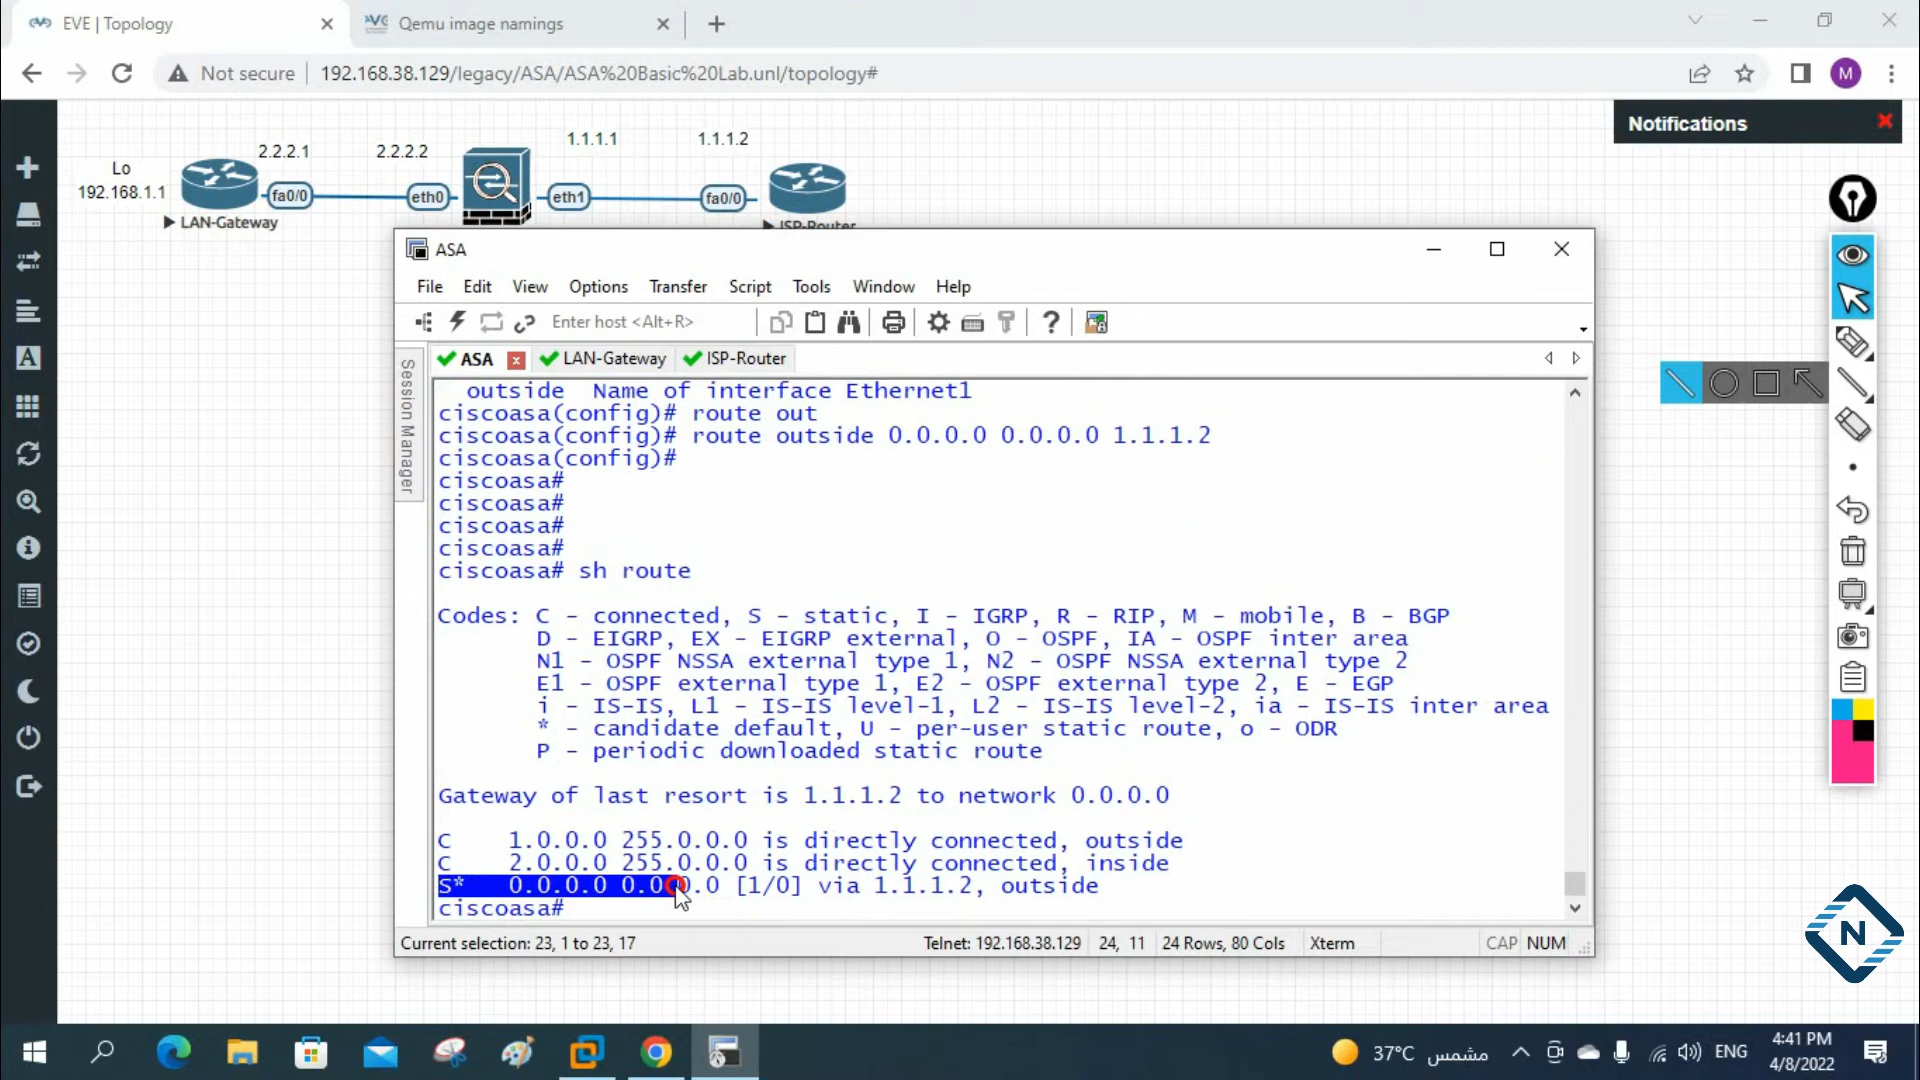 EVE | Topology
Qemu image namings
Not secure
192.168.38.129/legacy/ASA/ASA%20Basic%20Lab.unl/topology#
M
Notifications
Lo
192.168.1.1
2.2.2.1
2.2.2.2
1.1.1.1
1.1.1.2
fa0/0
eth0
eth1
fa0/0
LAN-Gateway
ISP-Router
ASA
File Edit View Options Transfer Script Tools Window Help
Enter host <Alt+R>
Session Manager
ASA
LAN-Gateway
ISP-Router
outside  Name of interface Ethernet1
ciscoasa(config)# route out
ciscoasa(config)# route outside 0.0.0.0 0.0.0.0 1.1.1.2
ciscoasa(config)#
ciscoasa#
ciscoasa#
ciscoasa#
ciscoasa#
ciscoasa# sh route
Codes: C - connected, S - static, I - IGRP, R - RIP, M - mobile, B - BGP
D - EIGRP, EX - EIGRP external, O - OSPF, IA - OSPF inter area
N1 - OSPF NSSA external type 1, N2 - OSPF NSSA external type 2
E1 - OSPF external type 1, E2 - OSPF external type 2, E - EGP
i - IS-IS, L1 - IS-IS level-1, L2 - IS-IS level-2, ia - IS-IS inter area
* - candidate default, U - per-user static route, o - ODR
P - periodic downloaded static route
Gateway of last resort is 1.1.1.2 to network 0.0.0.0
C    1.0.0.0 255.0.0.0 is directly connected, outside
C    2.0.0.0 255.0.0.0 is directly connected, inside
S*   0.0.0.0 0.0.0.0 [1/0] via 1.1.1.2, outside
ciscoasa#
Current selection: 23, 1 to 23, 17
Telnet: 192.168.38.129
24, 11
24 Rows, 80 Cols
Xterm
CAP NUM
N
37°C مشمس
ENG
4:41 PM
4/8/2022